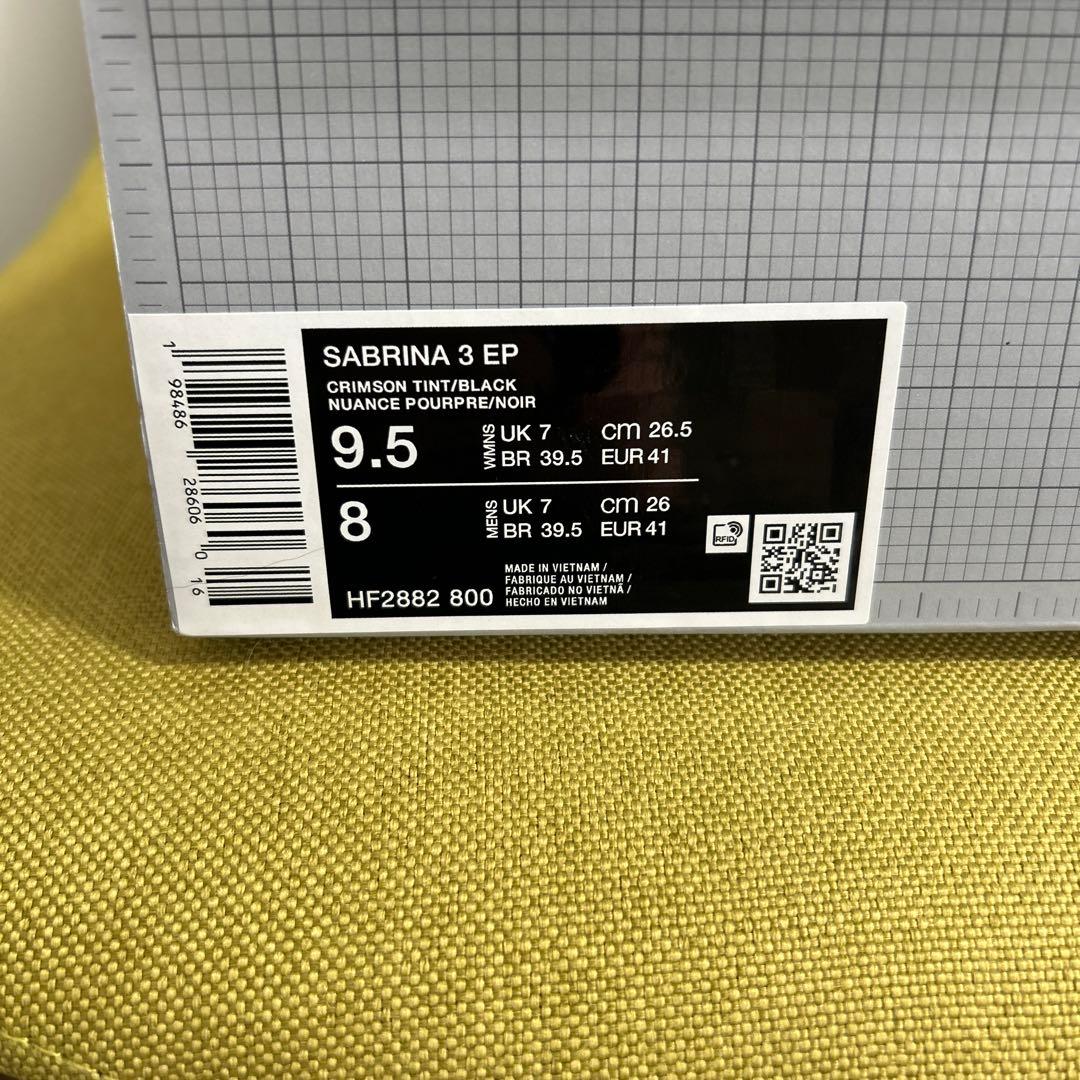 SABRINA 3 EP
CRIMSON TINT/BLACK
NUANCE POURPRE/NOIR
9.5 WMNS UK 7 cm 26.5
BR 39.5 EUR 41
8 MENS UK 7 cm 26
BR 39.5 EUR 41
HF2882 800
MADE IN VIETNAM /
FABRIQUE AU VIETNAM /
FABRICADO NO VIETNÃ /
HECHO EN VIETNAM
RFID
1 98486 28606 0 16